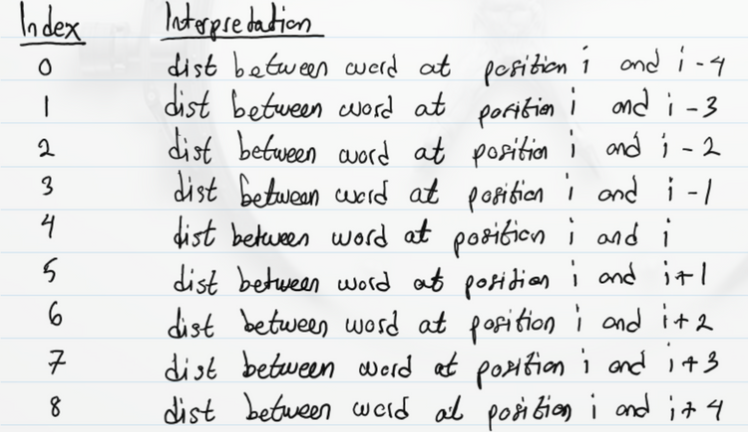 Index Interpretation
0 dist between word at position i and i-4
1 dist between word at position i and i-3
2 dist between word at position i and i-2
3 dist between word at position i and i-1
4 dist between word at position i and i
5 dist between word at position i and i+1
6 dist between word at position i and i+2
7 dist between word at position i and i+3
8 dist between word at position i and i+4